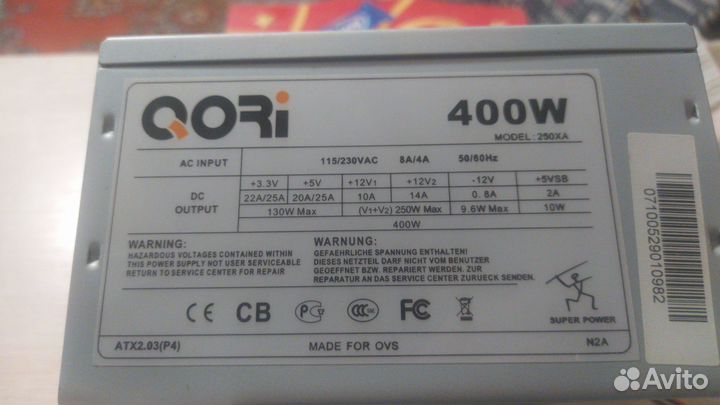 QORi
400W
MODEL: 250XA
AC INPUT 115/230VAC 8A/4A 50/60Hz
DC OUTPUT
+3.3V +5V +12V1 +12V2 -12V +5VSB
22A/25A 20A/25A 10A 14A 0.8A 2A
130W Max (V1+V2) 250W Max 9.6W Max 10W
400W
WARNING:
HAZARDOUS VOLTAGES CONTAINED WITHIN
THIS POWER SUPPLY NOT USER SERVICEABLE
RETURN TO SERVICE CENTER FOR REPAIR
WARNUNG:
GEFAEHRLICHE SPANNUNG ENTHALTEN!
DIESES NETZTEIL DARF NICHT VOM BENUTZER
GEOEFFNET BZW. REPARIERT WERDEN. ZUR
REPARATUR AN DAS SERVICE CENTER ZURUECK SENDEN.
CE CB PG CCC FC
SUPER POWER
ATX2.03(P4) MADE FOR OVS N2A
07100529010982
Avito